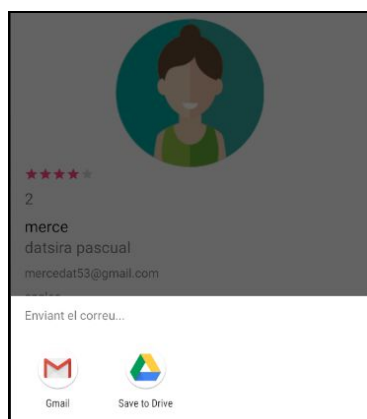 2
merce
datsira pascual
mercedat53@gmail.com
Enviant el correu...
Gmail
Save to Drive